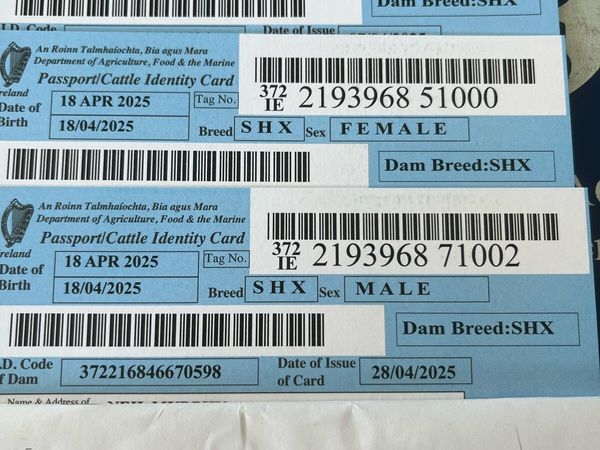 Dam Breed:SHX
I.D. Code
Date of Issue
An Roinn Talmhaíochta, Bia agus Mara
Department of Agriculture, Food & the Marine
Passport/Cattle Identity Card
Ireland
Date of Birth
18 APR 2025
18/04/2025
Tag No.
372 IE 2193968 51000
Breed SHX Sex FEMALE
Dam Breed:SHX
An Roinn Talmhaíochta, Bia agus Mara
Department of Agriculture, Food & the Marine
Passport/Cattle Identity Card
Ireland
Date of Birth
18 APR 2025
18/04/2025
Tag No.
372 IE 2193968 71002
Breed SHX Sex MALE
Dam Breed:SHX
I.D. Code of Dam
372216846670598
Date of Issue of Card
28/04/2025
Name & Address of